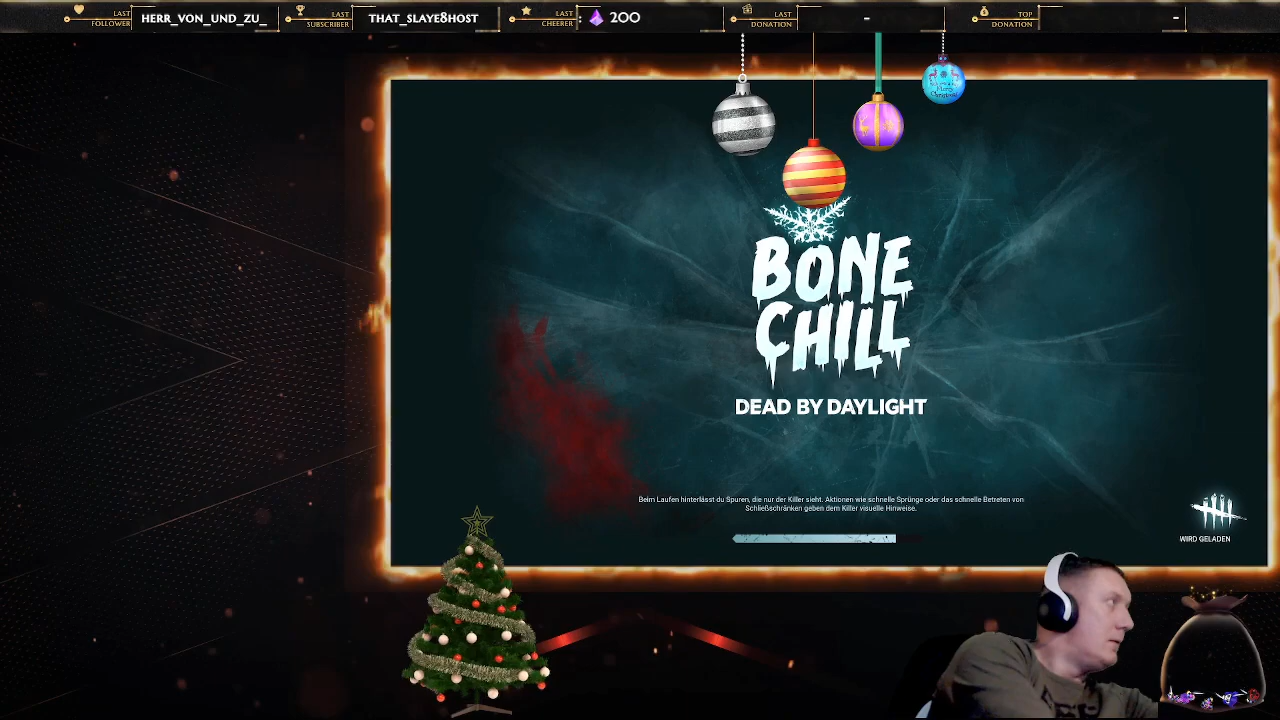 LAST
FOLLOWER
HERR_VON_UND_ZU_
LAST
SUBSCRIBER
THAT_SLAYE8HOST
LAST
CHEERER
: 200
LAST
DONATION
-
TOP
DONATION
-
Merry
Christmas
BONE
CHILL
DEAD BY DAYLIGHT
Beim Laufen hinterlässt du Spuren, die nur der Killer sieht. Aktionen wie schnelle Sprünge oder das schnelle Betreten von
Schließschränken geben dem Killer visuelle Hinweise.
WIRD GELADEN